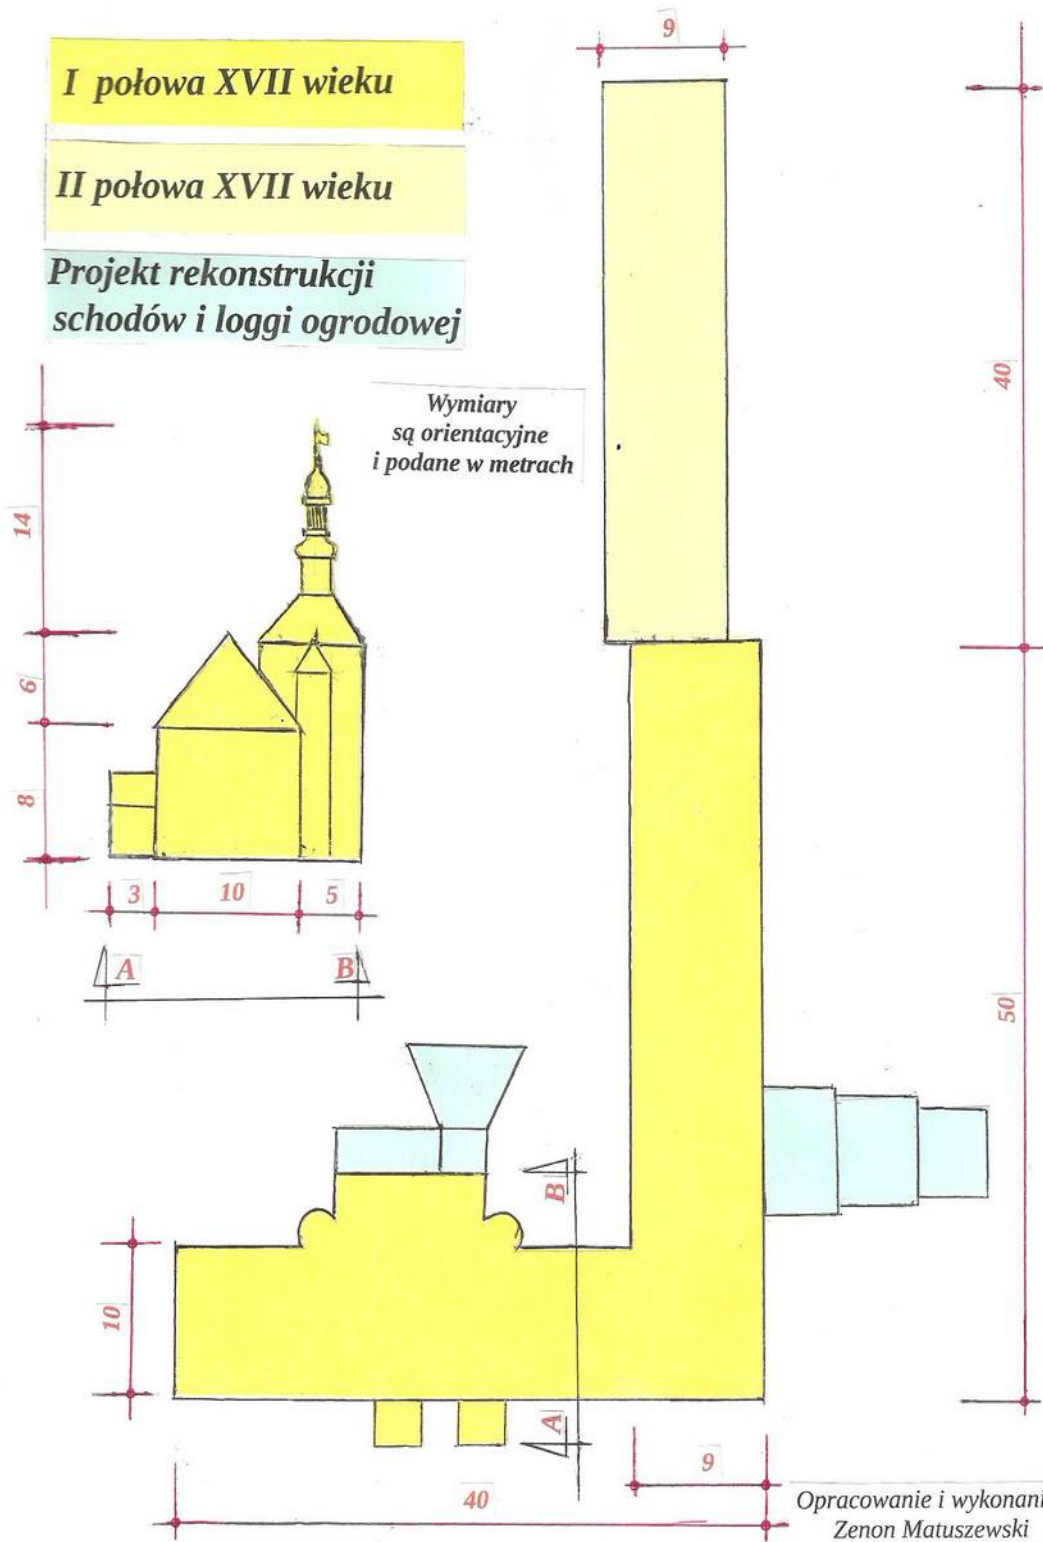 I połowa XVII wieku
II połowa XVII wieku
Projekt rekonstrukcji
schodów i loggi ogrodowej
Wymiary
są orientacyjne
i podane w metrach
9
40
50
14
6
8
3 10 5
A B
B
A
10
9
40
Opracowanie i wykonani
Zenon Matuszewski